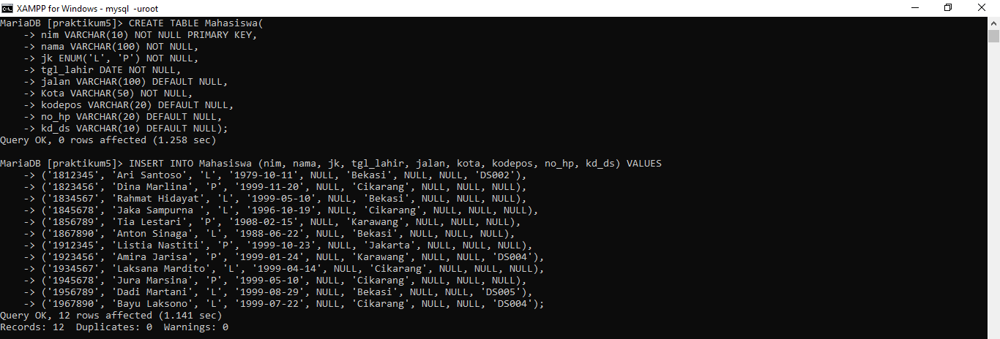 XAMPP for Windows - mysql -uroot
MariaDB [praktikum5]> CREATE TABLE Mahasiswa(
    -> nim VARCHAR(10) NOT NULL PRIMARY KEY,
    -> nama VARCHAR(100) NOT NULL,
    -> jk ENUM('L', 'P') NOT NULL,
    -> tgl_lahir DATE NOT NULL,
    -> jalan VARCHAR(100) DEFAULT NULL,
    -> Kota VARCHAR(50) NOT NULL,
    -> kodepos VARCHAR(20) DEFAULT NULL,
    -> no_hp VARCHAR(20) DEFAULT NULL,
    -> kd_ds VARCHAR(10) DEFAULT NULL);
Query OK, 0 rows affected (1.258 sec)
MariaDB [praktikum5]> INSERT INTO Mahasiswa (nim, nama, jk, tgl_lahir, jalan, kota, kodepos, no_hp, kd_ds) VALUES
    -> ('1812345', 'Ari Santoso', 'L', '1979-10-11', NULL, 'Bekasi', NULL, NULL, 'DS002'),
    -> ('1823456', 'Dina Marlina', 'P', '1999-11-20', NULL, 'Cikarang', NULL, NULL, NULL),
    -> ('1834567', 'Rahmat Hidayat', 'L', '1999-05-10', NULL, 'Bekasi', NULL, NULL, NULL),
    -> ('1845678', 'Jaka Sampurna ', 'L', '1996-10-19', NULL, 'Cikarang', NULL, NULL, NULL),
    -> ('1856789', 'Tia Lestari', 'P', '1908-02-15', NULL, 'Karawang', NULL, NULL, NULL),
    -> ('1867890', 'Anton Sinaga', 'L', '1988-06-22', NULL, 'Bekasi', NULL, NULL, NULL),
    -> ('1912345', 'Listia Nastiti', 'P', '1999-10-23', NULL, 'Jakarta', NULL, NULL, NULL),
    -> ('1923456', 'Amira Jarisa', 'P', '1999-01-24', NULL, 'Karawang', NULL, NULL, 'DS004'),
    -> ('1934567', 'Laksana Mardito', 'L', '1999-04-14', NULL, 'Cikarang', NULL, NULL, NULL),
    -> ('1945678', 'Jura Marsina', 'P', '1999-05-10', NULL, 'Cikarang', NULL, NULL, NULL),
    -> ('1956789', 'Dadi Martani', 'L', '1999-08-29', NULL, 'Bekasi', NULL, NULL, 'DS005'),
    -> ('1967890', 'Bayu Laksono', 'L', '1999-07-22', NULL, 'Cikarang', NULL, NULL, 'DS004');
Query OK, 12 rows affected (1.141 sec)
Records: 12  Duplicates: 0  Warnings: 0